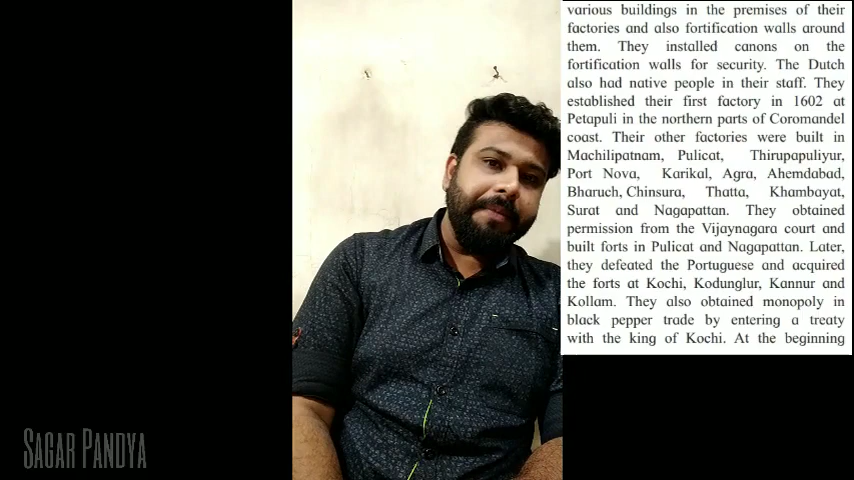 various buildings in the premises of their
factories and also fortification walls around
them. They installed canons on the
fortification walls for security. The Dutch
also had native people in their staff. They
established their first factory in 1602 at
Petapuli in the northern parts of Coromandel
coast. Their other factories were built in
Machilipatnam, Pulicat, Thirupapuliyur,
Port Nova, Karikal, Agra, Ahemdabad,
Bharuch, Chinsura, Thatta, Khambayat,
Surat and Nagapattan. They obtained
permission from the Vijaynagara court and
built forts in Pulicat and Nagapattan. Later,
they defeated the Portuguese and acquired
the forts at Kochi, Kodunglur, Kannur and
Kollam. They also obtained monopoly in
black pepper trade by entering a treaty
with the king of Kochi. At the beginning
SAGAR PANDYA